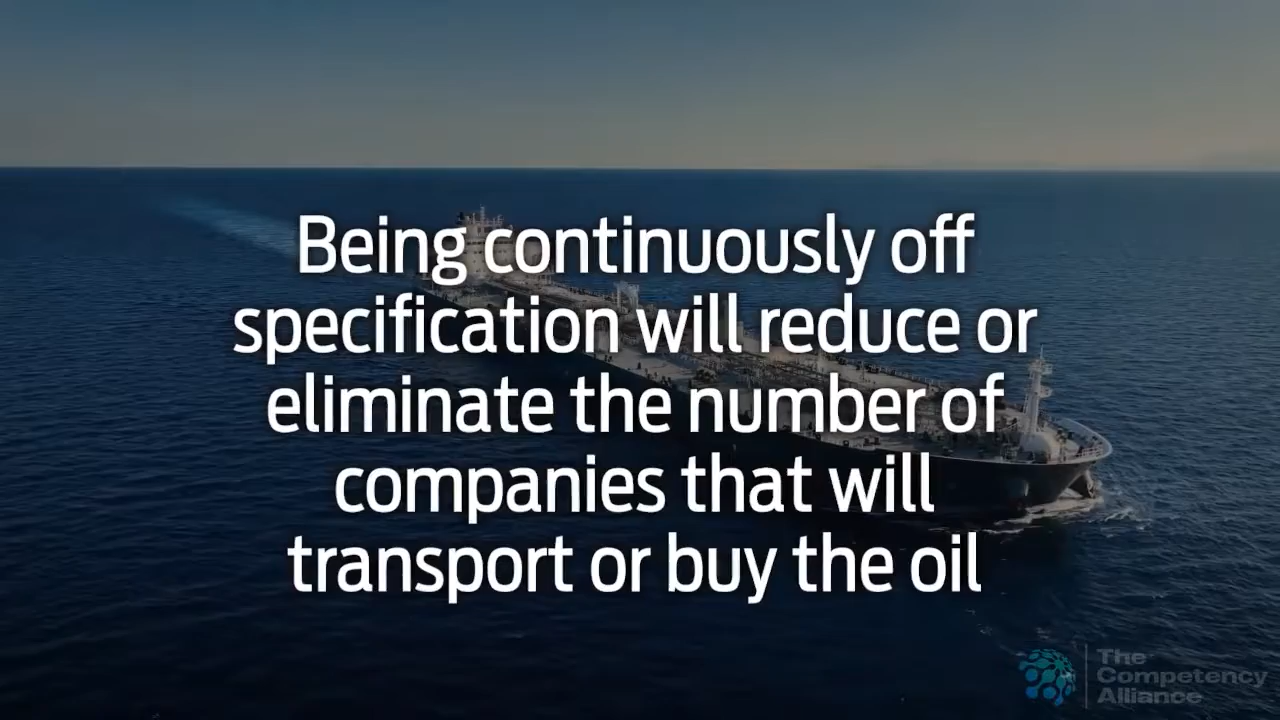 Being continuously off
specification will reduce or
eliminate the number of
companies that will
transport or buy the oil
The
Competency
Alliance